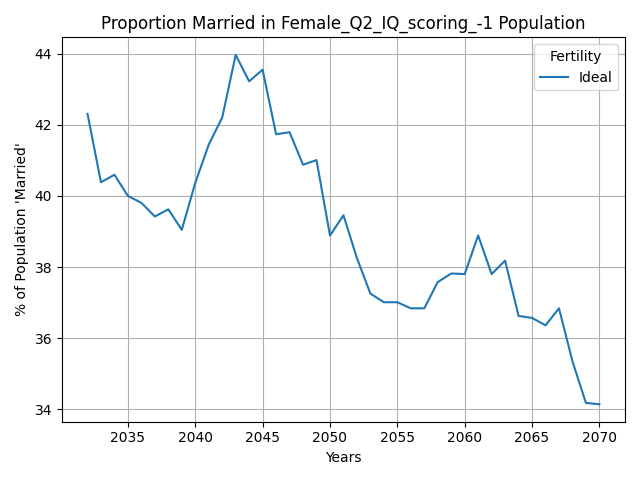 Proportion Married in Female_Q2_IQ_scoring_-1 Population
Fertility
Ideal
% of Population 'Married'
44
42
40
38
36
34
2035 2040 2045 2050 2055 2060 2065 2070
Years